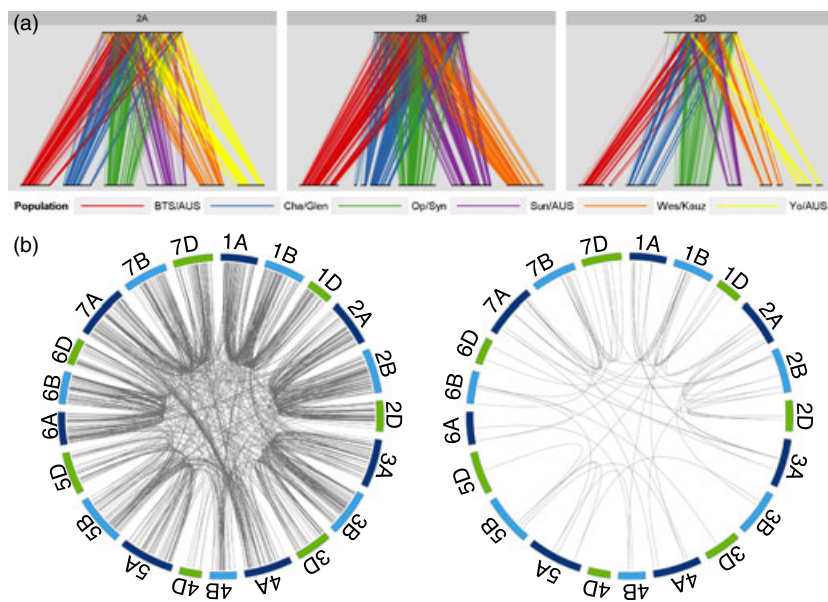 (a)
2A 2B 2D
Population BTS/AUS Cha/Glen Op/Syn Sun/AUS Wes/Kauz Yo/AUS
(b)
7D 1A 1B 1D 2A 2B 2D 3A 3B 3D 4A 4B 4D 5A 5B 5D 6A 6B 6D 7A 7B
7D 1A 1B 1D 2A 2B 2D 3A 3B 3D 4A 4B 4D 5A 5B 5D 6A 6B 6D 7A 7B